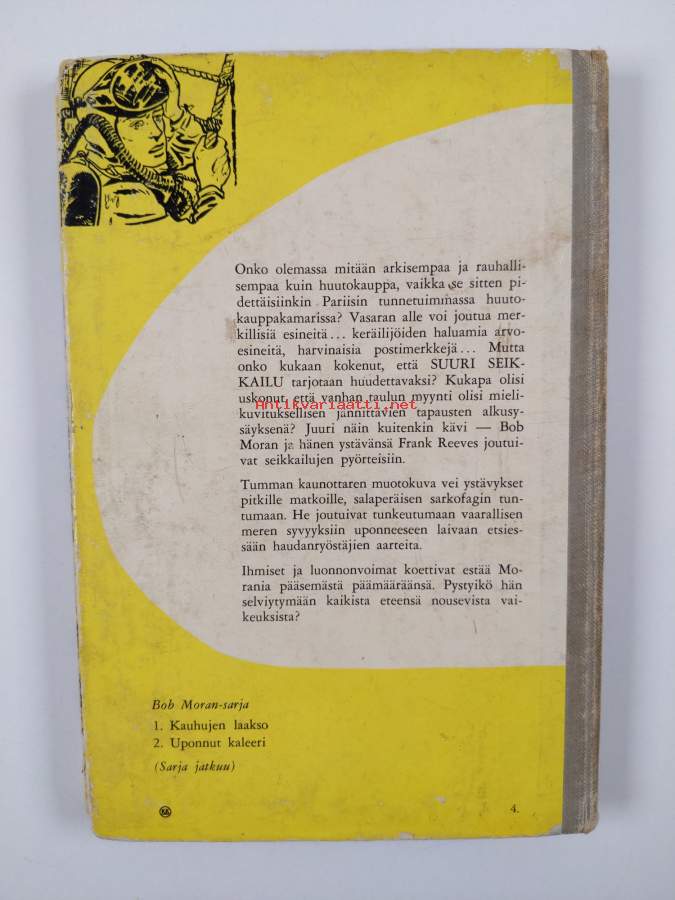 Onko olemassa mitään arkisempaa ja rauhalli-
sempaa kuin huutokauppa, vaikka se sitten pi-
dettäisiinkin Pariisin tunnetuimmassa huuto-
kauppakamarissa? Vasaran alle voi joutua mer-
killisiä esineitä... keräilijöiden haluamia arvo-
esineitä, harvinaisia postimerkkejä... Mutta
onko kukaan kokenut, että SUURI SEIK-
KAILU tarjotaan huudettavaksi? Kukapa olisi
uskonut, että vanhan taulun myynti olisi mieli-
Antikvariaatti.net
kuvituksellisen jännittävien tapausten alkusy-
säyksenä? Juuri näin kuitenkin kävi — Bob
Moran ja hänen ystävänsä Frank Reeves joutui-
vat seikkailujen pyörteisiin.
Tumman kaunottaren muotokuva vei ystävykset
pitkille matkoille, salaperäisen sarkofagin tun-
tumaan. He joutuivat tunkeutumaan vaarallisen
meren syvyyksiin uponneeseen laivaan etsies-
sään haudanryöstäjien aarteita.
Ihmiset ja luonnonvoimat koettivat estää Mo-
rania pääsemästä päämääräänsä. Pystyikö hän
selviytymään kaikista eteensä nousevista vai-
keuksista?
Bob Moran-sarja
1. Kauhujen laakso
2. Uponnut kaleeri
(Sarja jatkuu)
4.